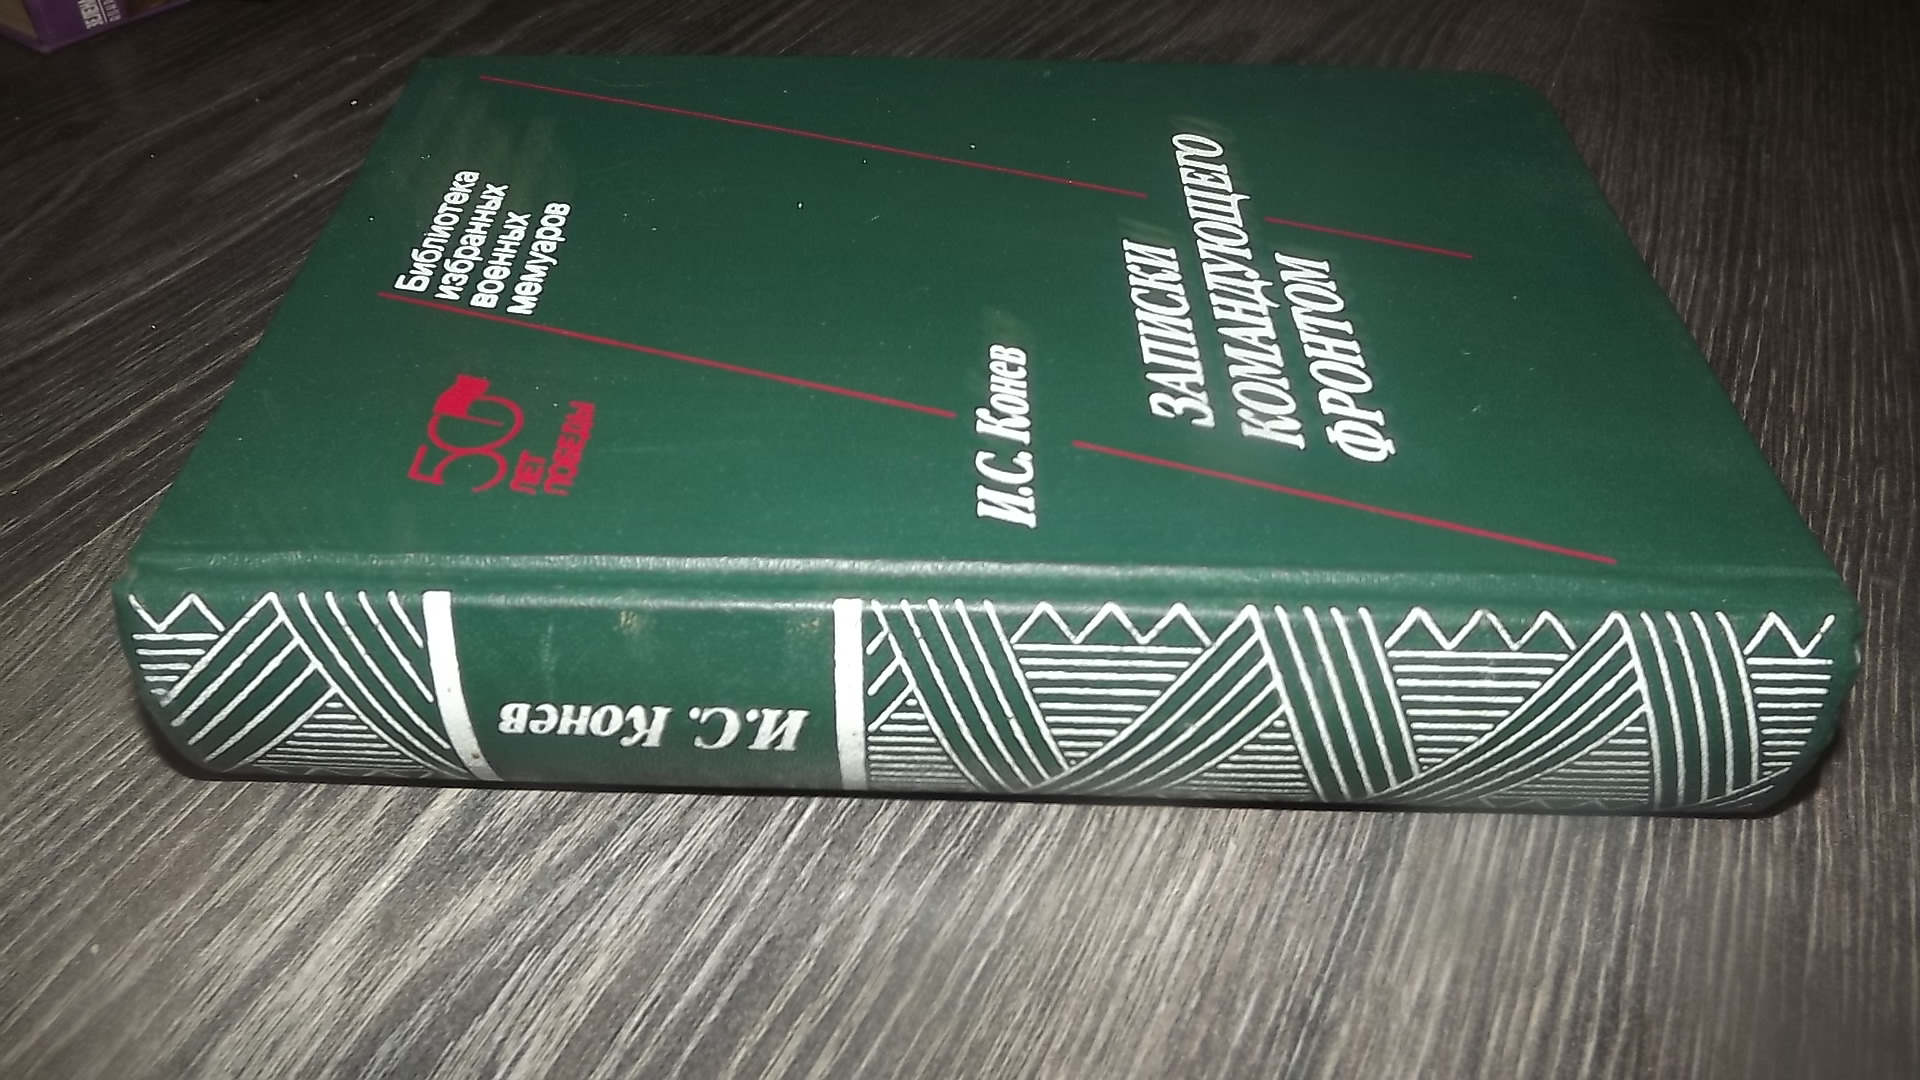 Библиотека
избранных
военных
мемуаров
50
ЛЕТ
ПОБЕДЫ
И.С. Конев
ЗАПИСКИ
КОМАНДУЮЩЕГО
ФРОНТОМ
И.С. Конев